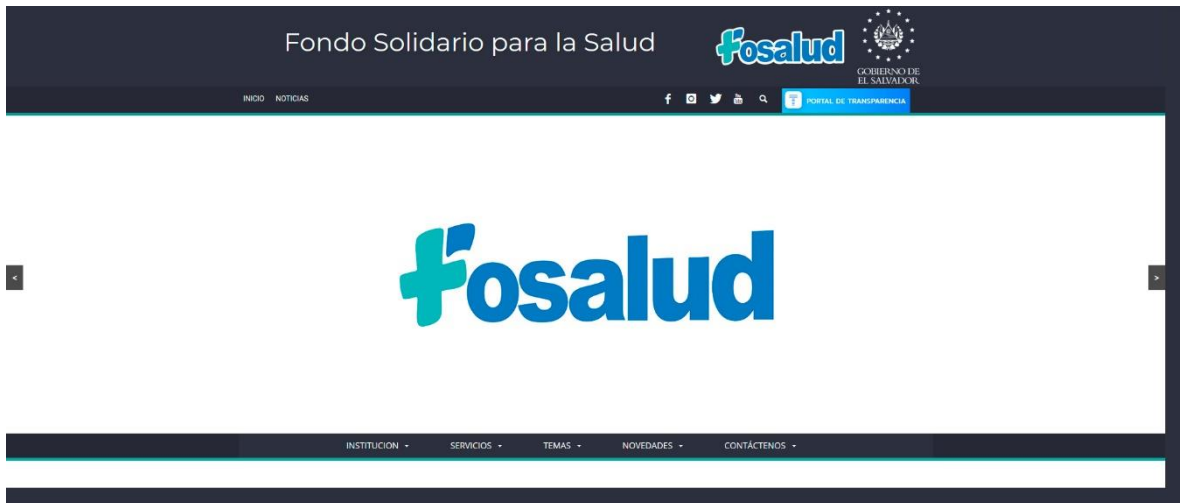 Fondo Solidario para la Salud
fosalud
GOBIERNO DE
EL SALVADOR
INICIO NOTICIAS
PORTAL DE TRANSPARENCIA
<
fosalud
>
INSTITUCION SERVICIOS TEMAS NOVEDADES CONTÁCTENOS